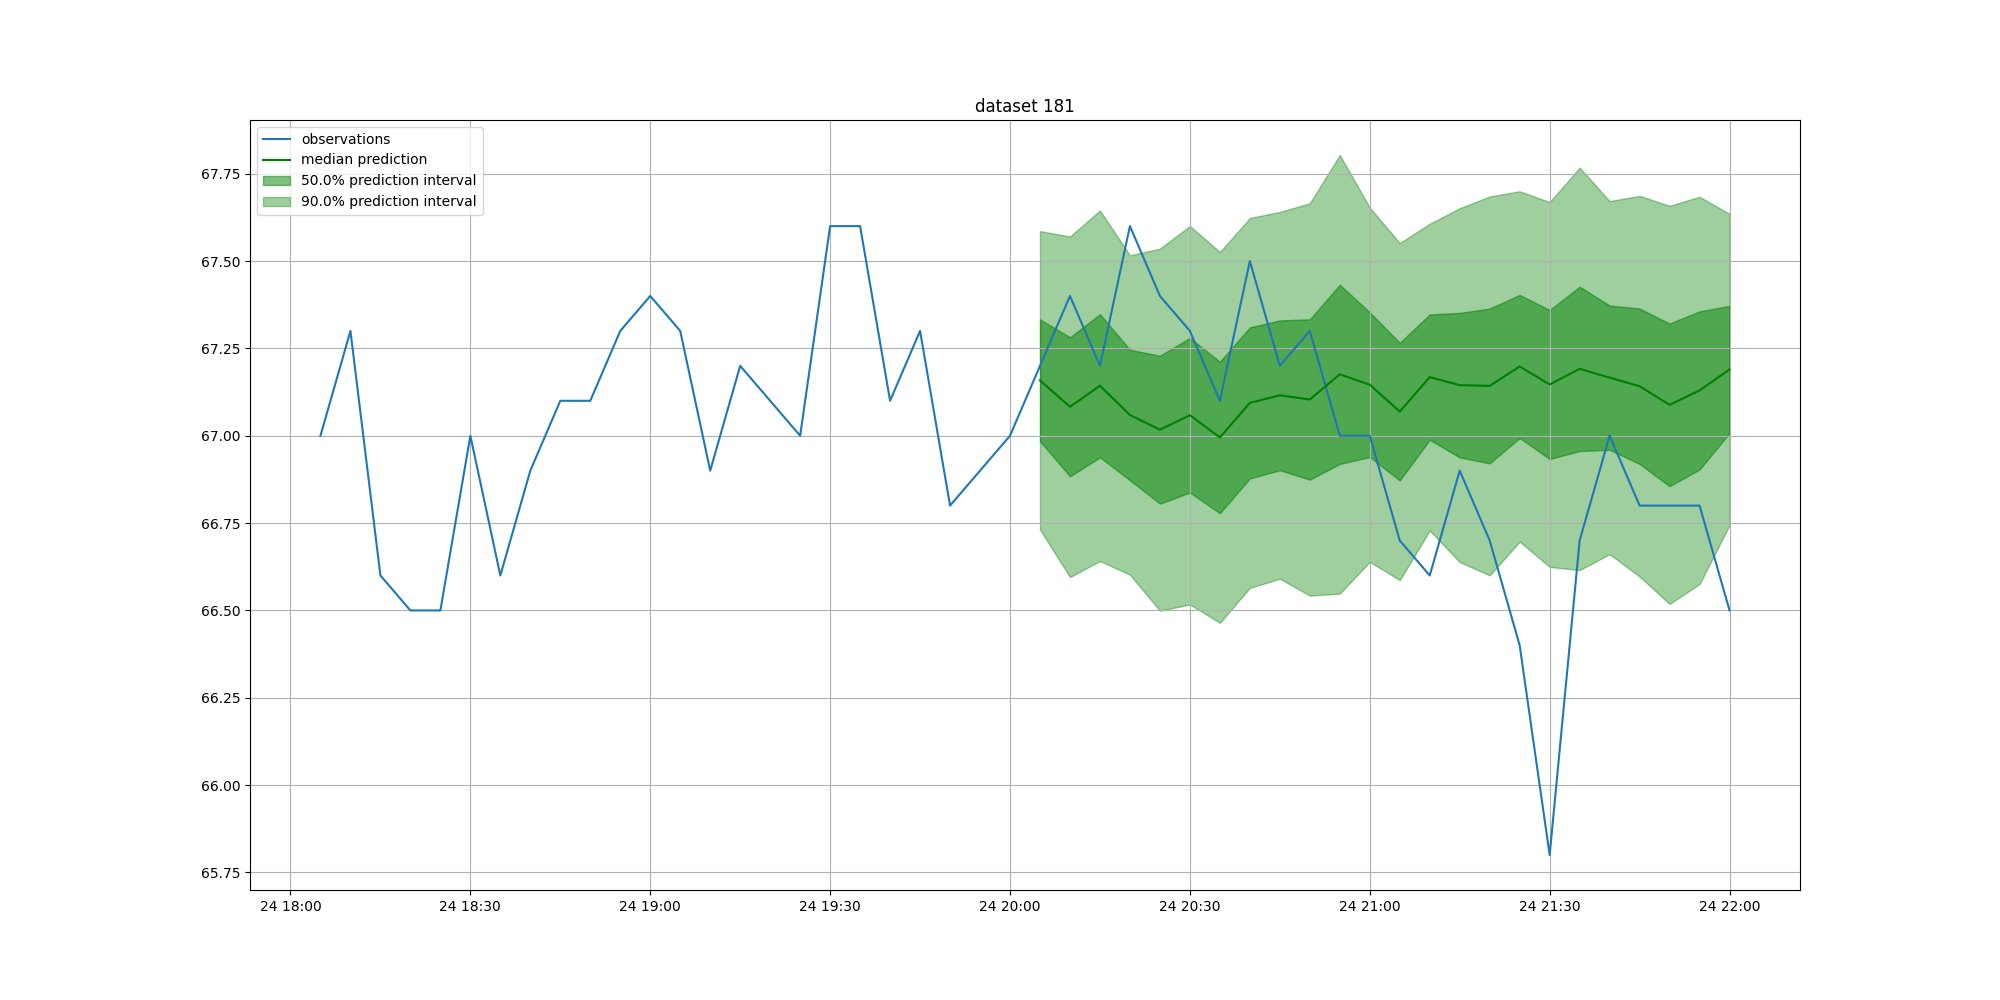 dataset 181
observations
median prediction
50.0% prediction interval
90.0% prediction interval
67.75
67.50
67.25
67.00
66.75
66.50
66.25
66.00
65.75
24 18:00 24 18:30 24 19:00 24 19:30 24 20:00 24 20:30 24 21:00 24 21:30 24 22:00